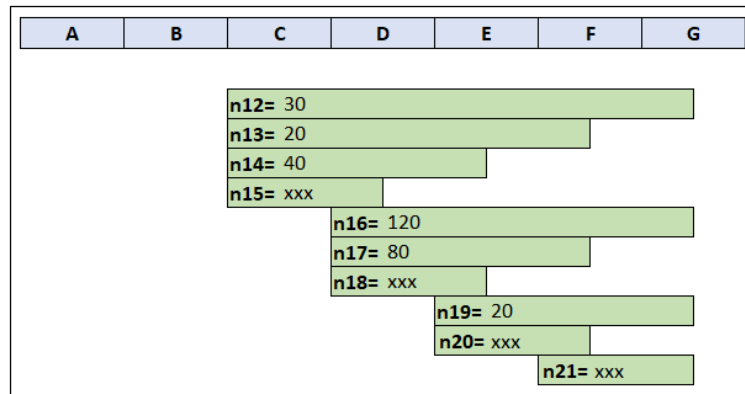 A B C D E F G
n12= 30
n13= 20
n14= 40
n15= xxx
n16= 120
n17= 80
n18= xxx
n19= 20
n20= xxx
n21= xxx